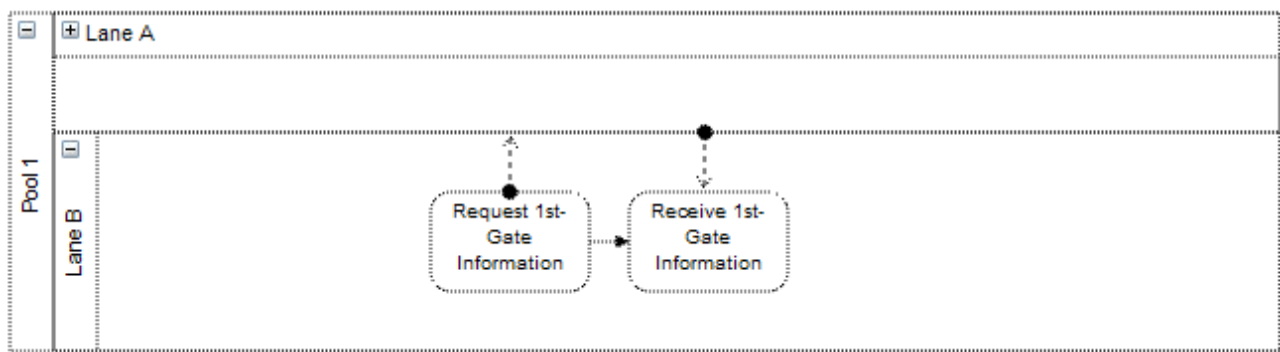 Lane A
Pool 1
Lane B
Request 1st-
Gate
Information
Receive 1st-
Gate
Information